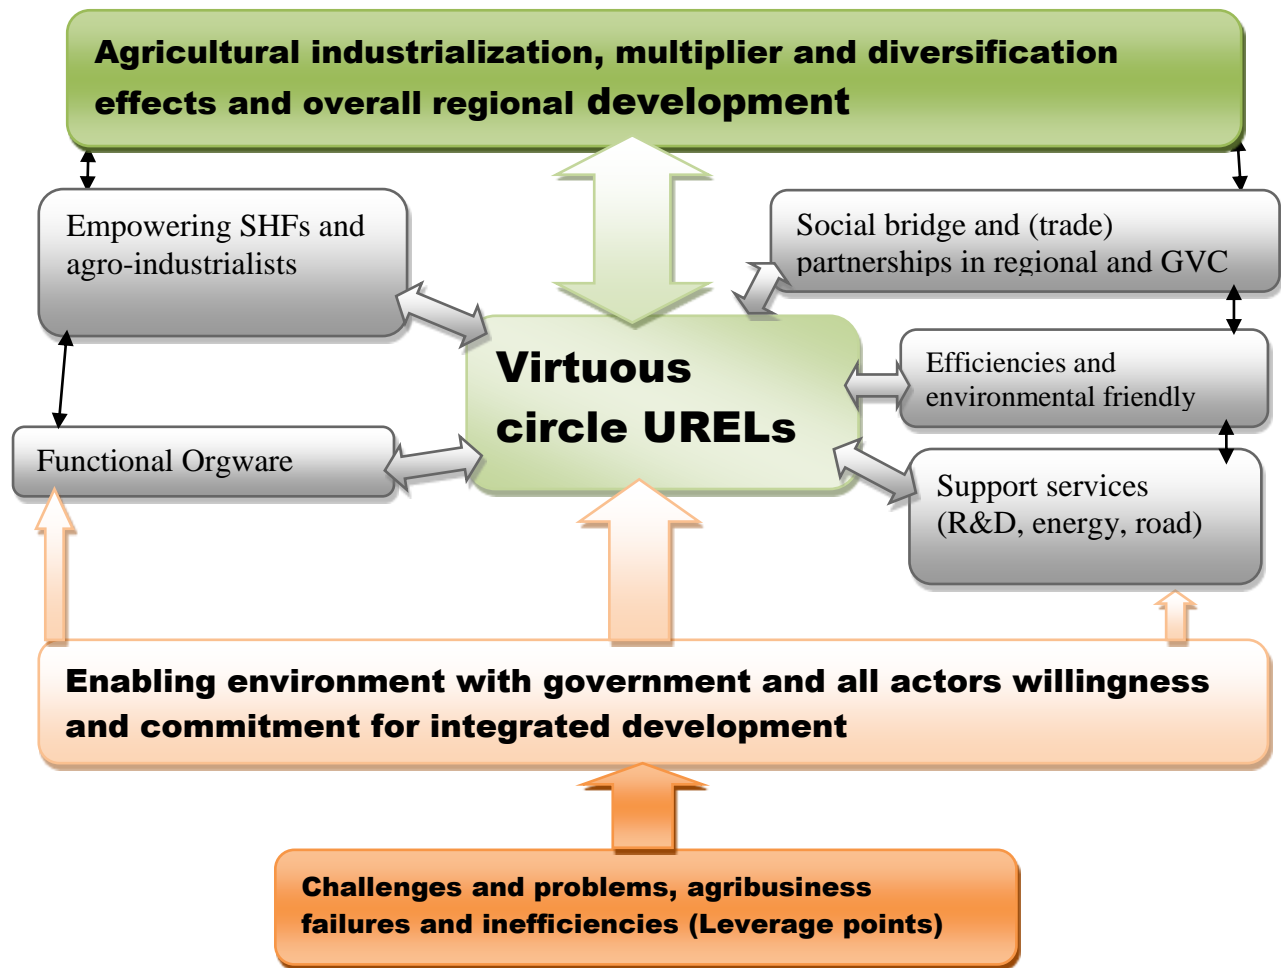 Agricultural industrialization, multiplier and diversification
effects and overall regional development
Empowering SHFs and
agro-industrialists
Social bridge and (trade)
partnerships in regional and GVC
Virtuous
circle URELs
Efficiencies and
environmental friendly
Functional Orgware
Support services
(R&D, energy, road)
Enabling environment with government and all actors willingness
and commitment for integrated development
Challenges and problems, agribusiness
failures and inefficiencies (Leverage points)